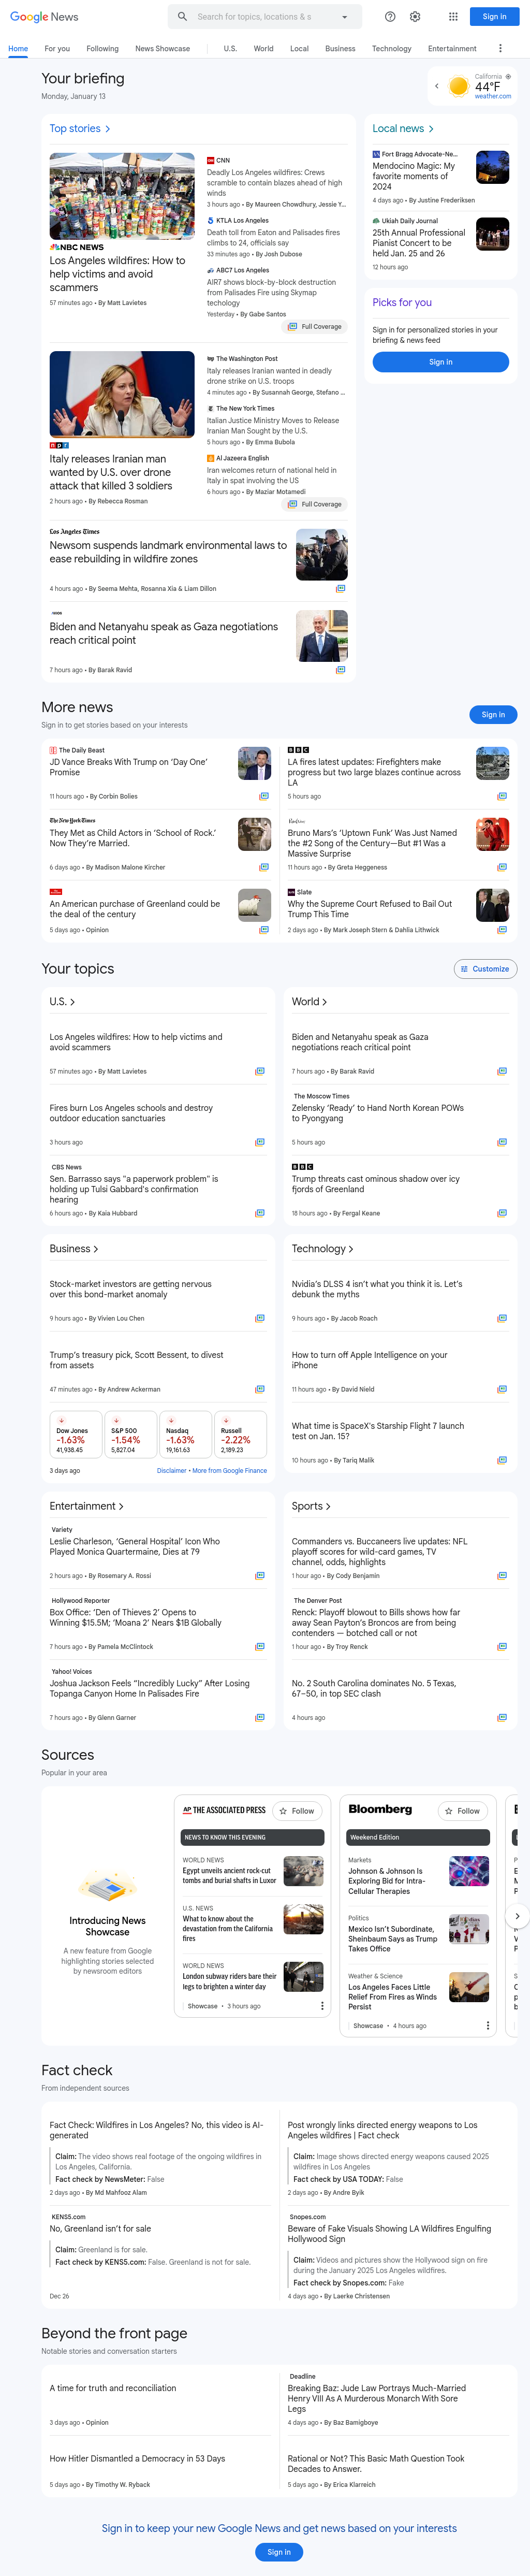 Google News
Search for topics, locations & s
Sign in
Home
For you
Following
News Showcase
U.S.
World
Local
Business
Technology
Entertainment
Your briefing
Monday, January 13
California
44°F
weather.com
Top stories
NBC NEWS
Los Angeles wildfires: How to
help victims and avoid
scammers
57 minutes ago • By Matt Lavietes
CNN
Deadly Los Angeles wildfires: Crews
scramble to contain blazes ahead of high
winds
3 hours ago • By Maureen Chowdhury, Jessie Y...
KTLA Los Angeles
Death toll from Eaton and Palisades fires
climbs to 24, officials say
33 minutes ago • By Josh Dubose
ABC7 Los Angeles
AIR7 shows block-by-block destruction
from Palisades Fire using Skymap
techology
Yesterday • By Gabe Santos
Full Coverage
npr
Italy releases Iranian man
wanted by U.S. over drone
attack that killed 3 soldiers
2 hours ago • By Rebecca Rosman
The Washington Post
Italy releases Iranian wanted in deadly
drone strike on U.S. troops
4 minutes ago • By Susannah George, Stefano ...
The New York Times
Italian Justice Ministry Moves to Release
Iranian Man Sought by the U.S.
5 hours ago • By Emma Bubola
Al Jazeera English
Iran welcomes return of national held in
Italy in spat involving the US
6 hours ago • By Maziar Motamedi
Full Coverage
Los Angeles Times
Newsom suspends landmark environmental laws to
ease rebuilding in wildfire zones
4 hours ago • By Seema Mehta, Rosanna Xia & Liam Dillon
Biden and Netanyahu speak as Gaza negotiations
reach critical point
7 hours ago • By Barak Ravid
Local news
Fort Bragg Advocate-Ne...
Mendocino Magic: My
favorite moments of
2024
4 days ago • By Justine Frederiksen
Ukiah Daily Journal
25th Annual Professional
Pianist Concert to be
held Jan. 25 and 26
12 hours ago
Picks for you
Sign in for personalized stories in your
briefing & news feed
Sign in
More news
Sign in to get stories based on your interests
Sign in
The Daily Beast
JD Vance Breaks With Trump on ‘Day One’
Promise
11 hours ago • By Corbin Bolies
BBC
LA fires latest updates: Firefighters make
progress but two large blazes continue across
LA
5 hours ago
The New York Times
They Met as Child Actors in ‘School of Rock.’
Now They’re Married.
6 days ago • By Madison Malone Kircher
Bruno Mars’s ‘Uptown Funk’ Was Just Named
the #2 Song of the Century—But #1 Was a
Massive Surprise
11 hours ago • By Greta Heggeness
An American purchase of Greenland could be
the deal of the century
5 days ago • Opinion
Slate
Why the Supreme Court Refused to Bail Out
Trump This Time
2 days ago • By Mark Joseph Stern & Dahlia Lithwick
Your topics
Customize
U.S.
Los Angeles wildfires: How to help victims and
avoid scammers
57 minutes ago • By Matt Lavietes
Fires burn Los Angeles schools and destroy
outdoor education sanctuaries
3 hours ago
CBS News
Sen. Barrasso says "a paperwork problem" is
holding up Tulsi Gabbard's confirmation
hearing
6 hours ago • By Kaia Hubbard
World
Biden and Netanyahu speak as Gaza
negotiations reach critical point
7 hours ago • By Barak Ravid
The Moscow Times
Zelensky ‘Ready’ to Hand North Korean POWs
to Pyongyang
5 hours ago
BBC
Trump threats cast ominous shadow over icy
fjords of Greenland
18 hours ago • By Fergal Keane
Business
Stock-market investors are getting nervous
over this bond-market anomaly
9 hours ago • By Vivien Lou Chen
Trump’s treasury pick, Scott Bessent, to divest
from assets
47 minutes ago • By Andrew Ackerman
Dow Jones
-1.63%
41,938.45
S&P 500
-1.54%
5,827.04
Nasdaq
-1.63%
19,161.63
Russell
-2.22%
2,189.23
3 days ago
Disclaimer • More from Google Finance
Technology
Nvidia’s DLSS 4 isn’t what you think it is. Let’s
debunk the myths
9 hours ago • By Jacob Roach
How to turn off Apple Intelligence on your
iPhone
11 hours ago • By David Nield
What time is SpaceX's Starship Flight 7 launch
test on Jan. 15?
10 hours ago • By Tariq Malik
Entertainment
Variety
Leslie Charleson, ‘General Hospital’ Icon Who
Played Monica Quartermaine, Dies at 79
2 hours ago • By Rosemary A. Rossi
Hollywood Reporter
Box Office: ‘Den of Thieves 2’ Opens to
Winning $15.5M; ‘Moana 2’ Nears $1B Globally
7 hours ago • By Pamela McClintock
Yahoo! Voices
Joshua Jackson Feels “Incredibly Lucky” After Losing
Topanga Canyon Home In Palisades Fire
7 hours ago • By Glenn Garner
Sports
Commanders vs. Buccaneers live updates: NFL
playoff scores for wild-card games, TV
channel, odds, highlights
1 hour ago • By Cody Benjamin
The Denver Post
Renck: Playoff blowout to Bills shows how far
away Sean Payton’s Broncos are from being
contenders — botched call or not
1 hour ago • By Troy Renck
No. 2 South Carolina dominates No. 5 Texas,
67–50, in top SEC clash
4 hours ago
Sources
Popular in your area
Introducing News
Showcase
A new feature from Google
highlighting stories selected
by newsroom editors
AP THE ASSOCIATED PRESS
Follow
NEWS TO KNOW THIS EVENING
WORLD NEWS
Egypt unveils ancient rock-cut
tombs and burial shafts in Luxor
U.S. NEWS
What to know about the
devastation from the California
fires
WORLD NEWS
London subway riders bare their
legs to brighten a winter day
Showcase • 3 hours ago
Bloomberg
Follow
Weekend Edition
Markets
Johnson & Johnson Is
Exploring Bid for Intra-
Cellular Therapies
Politics
Mexico Isn’t Subordinate,
Sheinbaum Says as Trump
Takes Office
Weather & Science
Los Angeles Faces Little
Relief From Fires as Winds
Persist
Showcase • 4 hours ago
Fact check
From independent sources
Fact Check: Wildfires in Los Angeles? No, this video is AI-
generated
Claim: The video shows real footage of the ongoing wildfires in
Los Angeles, California.
Fact check by NewsMeter: False
2 days ago • By Md Mahfooz Alam
Post wrongly links directed energy weapons to Los
Angeles wildfires | Fact check
Claim: Image shows directed energy weapons caused 2025
wildfires in Los Angeles
Fact check by USA TODAY: False
2 days ago • By Andre Byik
KENS5.com
No, Greenland isn’t for sale
Claim: Greenland is for sale.
Fact check by KENS5.com: False. Greenland is not for sale.
Dec 26
Snopes.com
Beware of Fake Visuals Showing LA Wildfires Engulfing
Hollywood Sign
Claim: Videos and pictures show the Hollywood sign on fire
during the January 2025 Los Angeles wildfires.
Fact check by Snopes.com: Fake
4 days ago • By Laerke Christensen
Beyond the front page
Notable stories and conversation starters
A time for truth and reconciliation
3 days ago • Opinion
Deadline
Breaking Baz: Jude Law Portrays Much-Married
Henry VIII As A Murderous Monarch With Sore
Legs
4 days ago • By Baz Bamigboye
How Hitler Dismantled a Democracy in 53 Days
5 days ago • By Timothy W. Ryback
Rational or Not? This Basic Math Question Took
Decades to Answer.
5 days ago • By Erica Klarreich
Sign in to keep your new Google News and get news based on your interests
Sign in